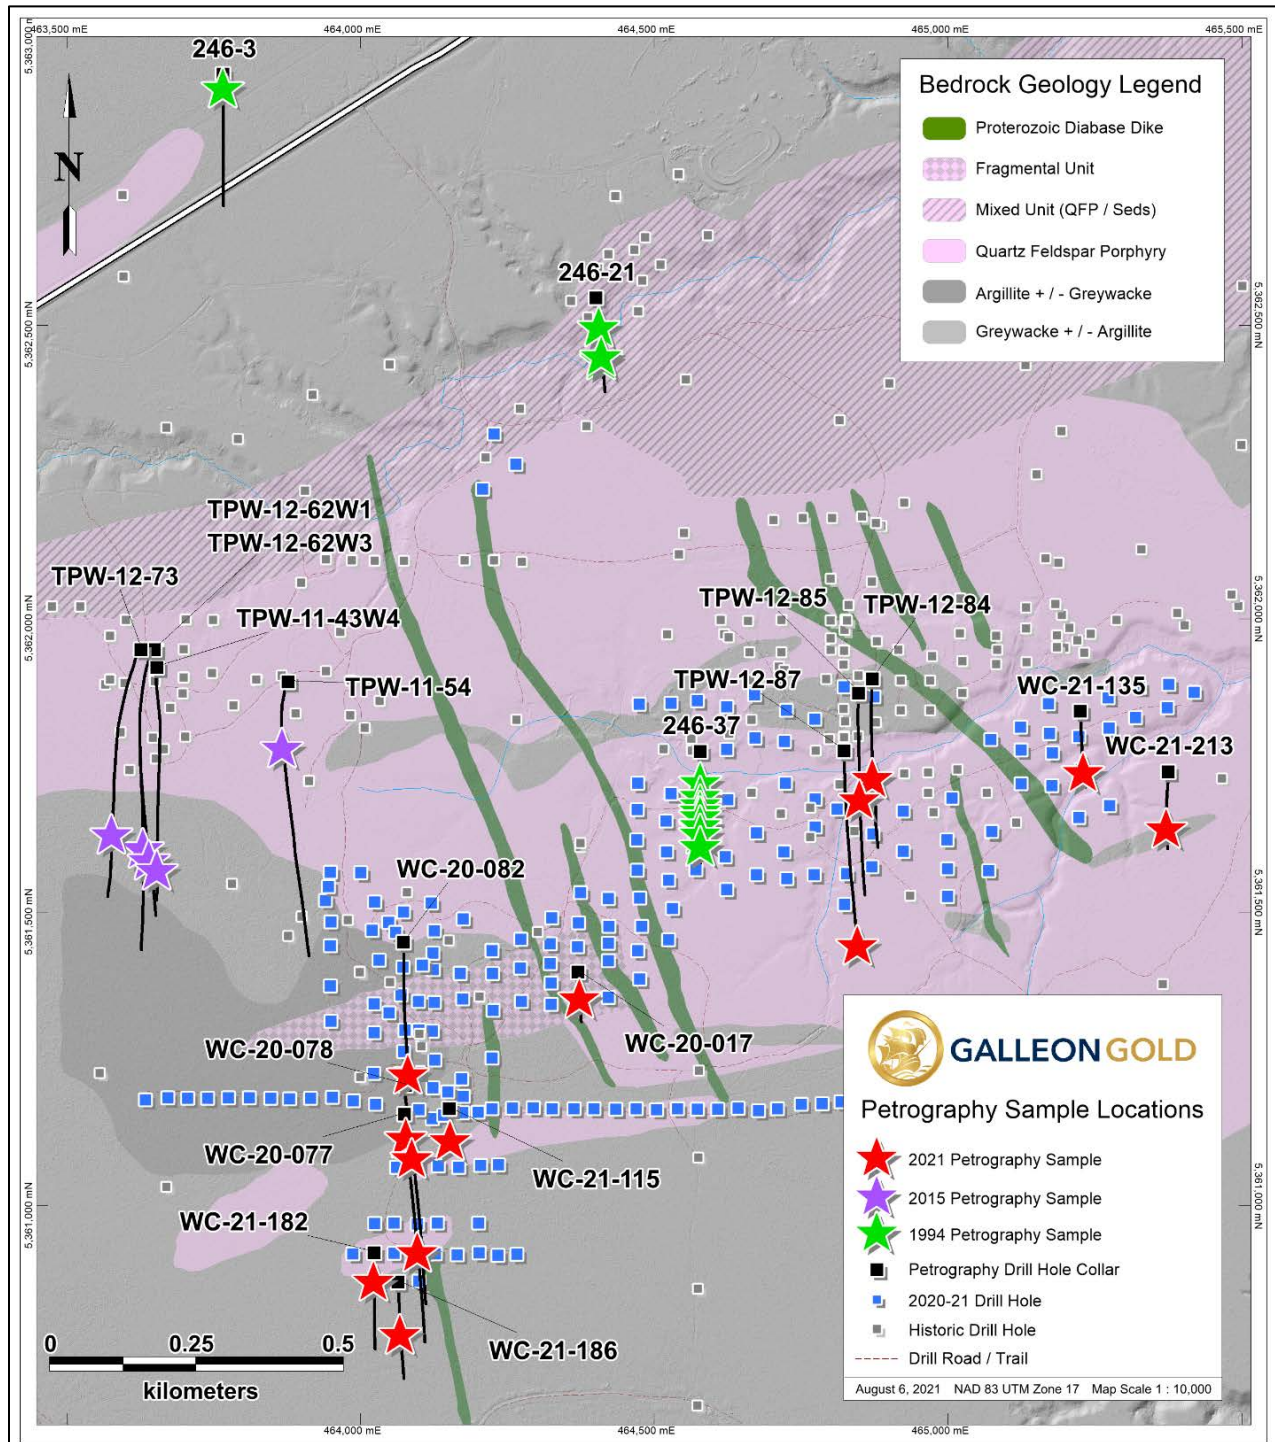 463,500 mE
464,000 mE
464,500 mE
465,000 mE
465,500 mE
5,363,000 m
246-3
N
Bedrock Geology Legend
Proterozoic Diabase Dike
Fragmental Unit
Mixed Unit (QFP / Seds)
Quartz Feldspar Porphyry
Argillite + / - Greywacke
Greywacke + / - Argillite
246-21
5,362,500 mN
5,362,500 mN
TPW-12-62W1
TPW-12-62W3
TPW-12-73
TPW-11-43W4
TPW-11-54
TPW-12-85
TPW-12-84
TPW-12-87
246-37
WC-21-135
WC-21-213
5,362,000 mN
5,362,000 mN
WC-20-082
5,361,500 mN
5,361,500 mN
WC-20-078
WC-20-017
WC-20-077
WC-21-115
WC-21-182
WC-21-186
5,361,000 mN
5,361,000 mN
GALLEON GOLD
Petrography Sample Locations
2021 Petrography Sample
2015 Petrography Sample
1994 Petrography Sample
Petrography Drill Hole Collar
2020-21 Drill Hole
Historic Drill Hole
Drill Road / Trail
August 6, 2021 NAD 83 UTM Zone 17 Map Scale 1 : 10,000
0 0.25 0.5
kilometers
464,000 mE
464,500 mE
465,000 mE